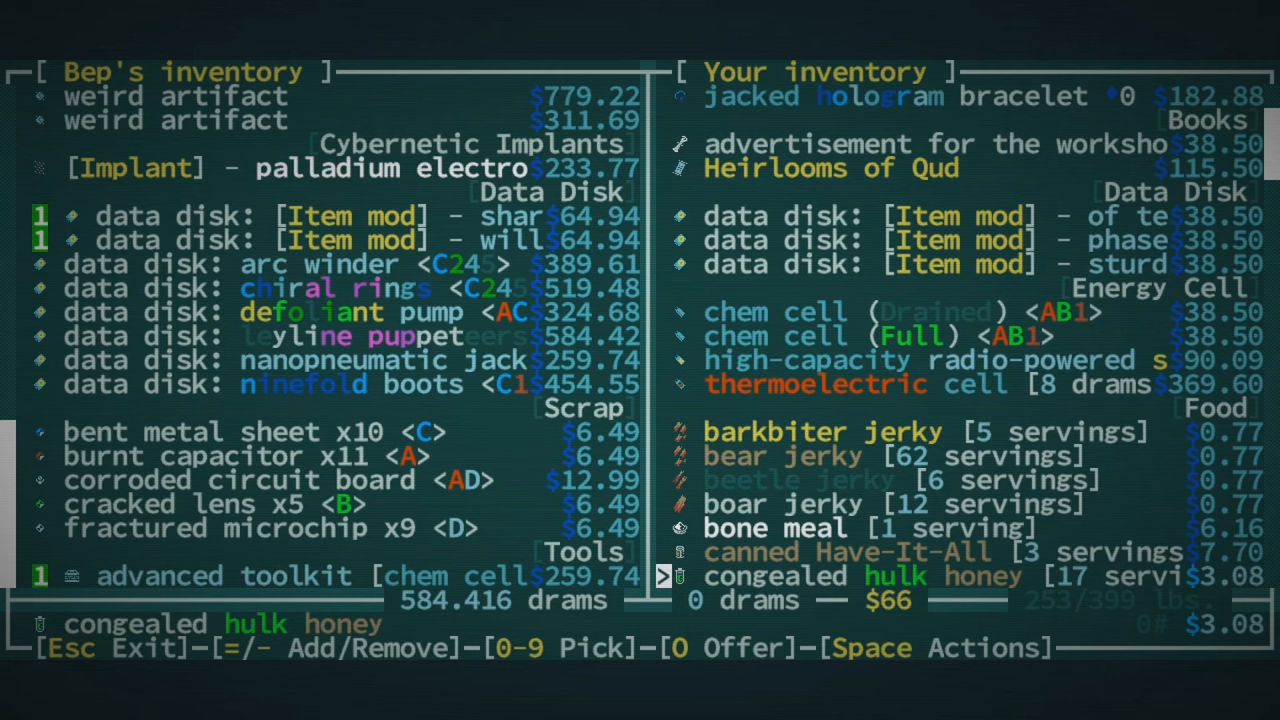 [ Bep's inventory ]
weird artifact $779.22
weird artifact $311.69
[Cybernetic Implants]
[Implant] - palladium electro $233.77
[Data Disk]
1 data disk: [Item mod] - shar $64.94
1 data disk: [Item mod] - will $64.94
data disk: arc winder <C245> $389.61
data disk: chiral rings <C245 $519.48
data disk: defoliant pump <AC $324.68
data disk: leyline puppeteers $584.42
data disk: nanopneumatic jack $259.74
data disk: ninefold boots <C1 $454.55
[Scrap]
bent metal sheet x10 <C> $6.49
burnt capacitor x11 <A> $6.49
corroded circuit board <AD> $12.99
cracked lens x5 <B> $6.49
fractured microchip x9 <D> $6.49
[Tools]
1 advanced toolkit [chem cell $259.74
584.416 drams
[ Your inventory ]
jacked hologram bracelet ♦0 $182.88
[Books]
advertisement for the worksho $38.50
Heirlooms of Qud $115.50
[Data Disk]
data disk: [Item mod] - of te $38.50
data disk: [Item mod] - phase $38.50
data disk: [Item mod] - sturd $38.50
[Energy Cell]
chem cell (Drained) <AB1> $38.50
chem cell (Full) <AB1> $38.50
high-capacity radio-powered s $90.09
thermoelectric cell [8 drams $369.60
[Food]
barkbiter jerky [5 servings] $0.77
bear jerky [62 servings] $0.77
beetle jerky [6 servings] $0.77
boar jerky [12 servings] $0.77
bone meal [1 serving] $6.16
canned Have-It-All [3 servings $7.70
> congealed hulk honey [17 servi $3.08
0 drams — $66 253/399 lbs.
congealed hulk honey 0# $3.08
[Esc Exit]-[=/- Add/Remove]-[0-9 Pick]-[O Offer]-[Space Actions]